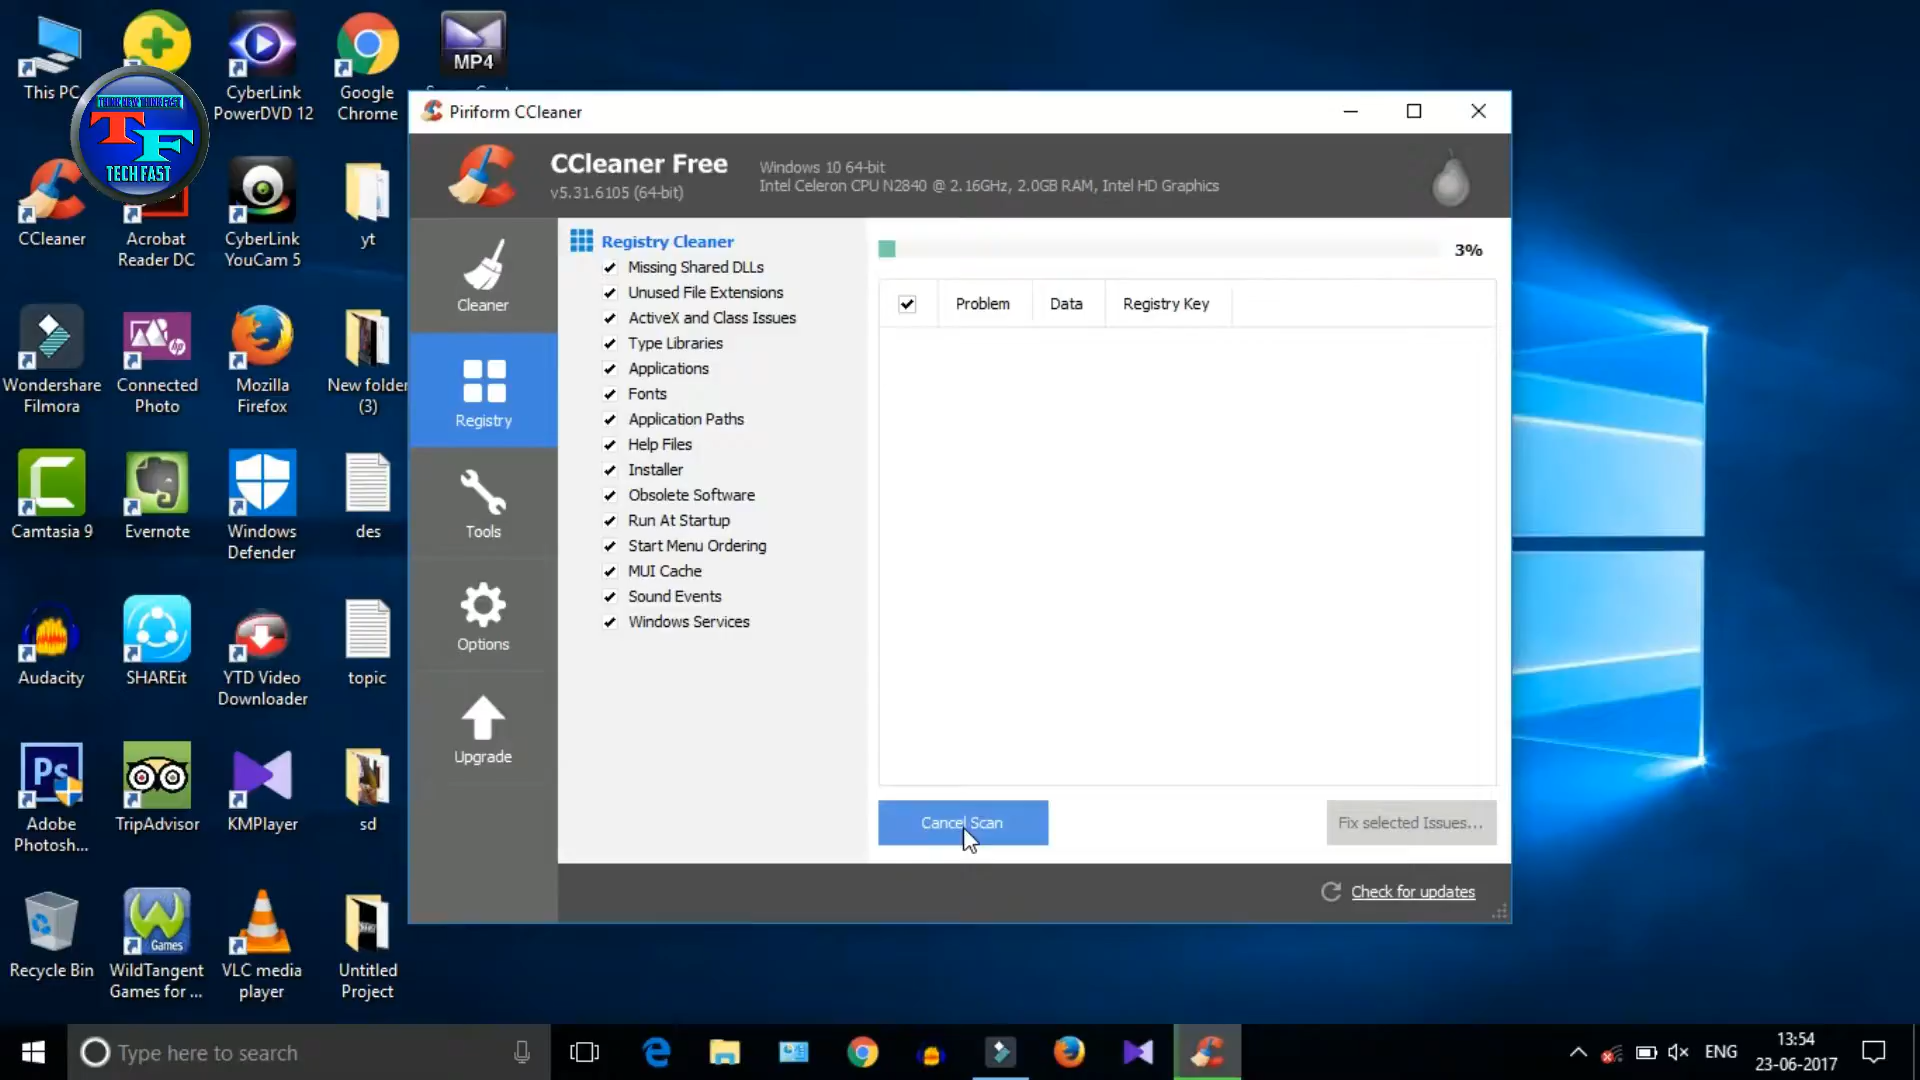 This PC
CyberLink
PowerDVD 12
Google
Chrome
MP4
THINK NEW THINK FAST
TF
TECH FAST
CCleaner
Acrobat
Reader DC
CyberLink
YouCam 5
yt
Wondershare
Filmora
Connected
Photo
Mozilla
Firefox
New folder
(3)
Camtasia 9
Evernote
Windows
Defender
des
Audacity
SHAREit
YTD Video
Downloader
topic
Ps
Adobe
Photosh...
TripAdvisor
KMPlayer
sd
Recycle Bin
Games
WildTangent
Games for ...
VLC media
player
Untitled
Project
Piriform CCleaner
CCleaner Free
v5.31.6105 (64-bit)
Windows 10 64-bit
Intel Celeron CPU N2840 @ 2.16GHz, 2.0GB RAM, Intel HD Graphics
Cleaner
Registry
Tools
Options
Upgrade
Registry Cleaner
Missing Shared DLLs
Unused File Extensions
ActiveX and Class Issues
Type Libraries
Applications
Fonts
Application Paths
Help Files
Installer
Obsolete Software
Run At Startup
Start Menu Ordering
MUI Cache
Sound Events
Windows Services
3%
Problem
Data
Registry Key
Cancel Scan
Fix selected Issues...
Check for updates
Type here to search
ENG
13:54
23-06-2017